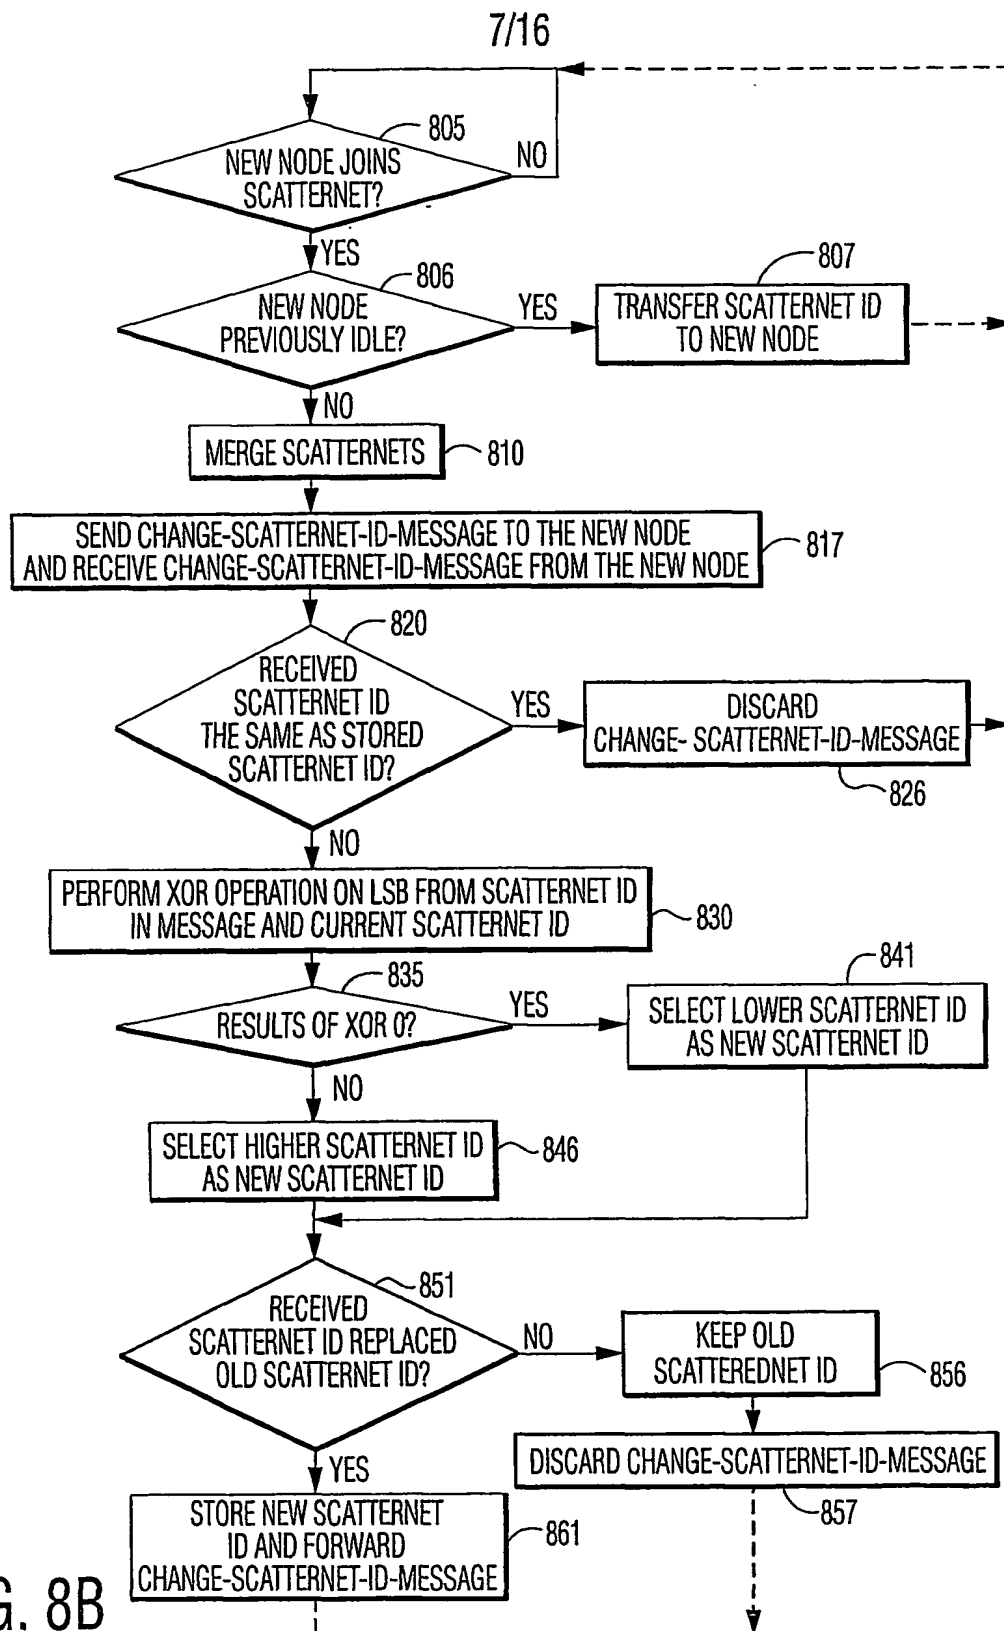 7/16
805
NEW NODE JOINS
SCATTERNET?
NO
YES
806
NEW NODE
PREVIOUSLY IDLE?
YES
807
TRANSFER SCATTERNET ID
TO NEW NODE
NO
MERGE SCATTERNETS
810
SEND CHANGE-SCATTERNET-ID-MESSAGE TO THE NEW NODE
AND RECEIVE CHANGE-SCATTERNET-ID-MESSAGE FROM THE NEW NODE
817
820
RECEIVED
SCATTERNET ID
THE SAME AS STORED
SCATTERNET ID?
YES
DISCARD
CHANGE- SCATTERNET-ID-MESSAGE
826
NO
PERFORM XOR OPERATION ON LSB FROM SCATTERNET ID
IN MESSAGE AND CURRENT SCATTERNET ID
830
835
RESULTS OF XOR 0?
YES
841
SELECT LOWER SCATTERNET ID
AS NEW SCATTERNET ID
NO
SELECT HIGHER SCATTERNET ID
AS NEW SCATTERNET ID
846
851
RECEIVED
SCATTERNET ID REPLACED
OLD SCATTERNET ID?
NO
KEEP OLD
SCATTEREDNET ID
856
DISCARD CHANGE-SCATTERNET-ID-MESSAGE
857
YES
STORE NEW SCATTERNET
ID AND FORWARD
CHANGE-SCATTERNET-ID-MESSAGE
861
G. 8B